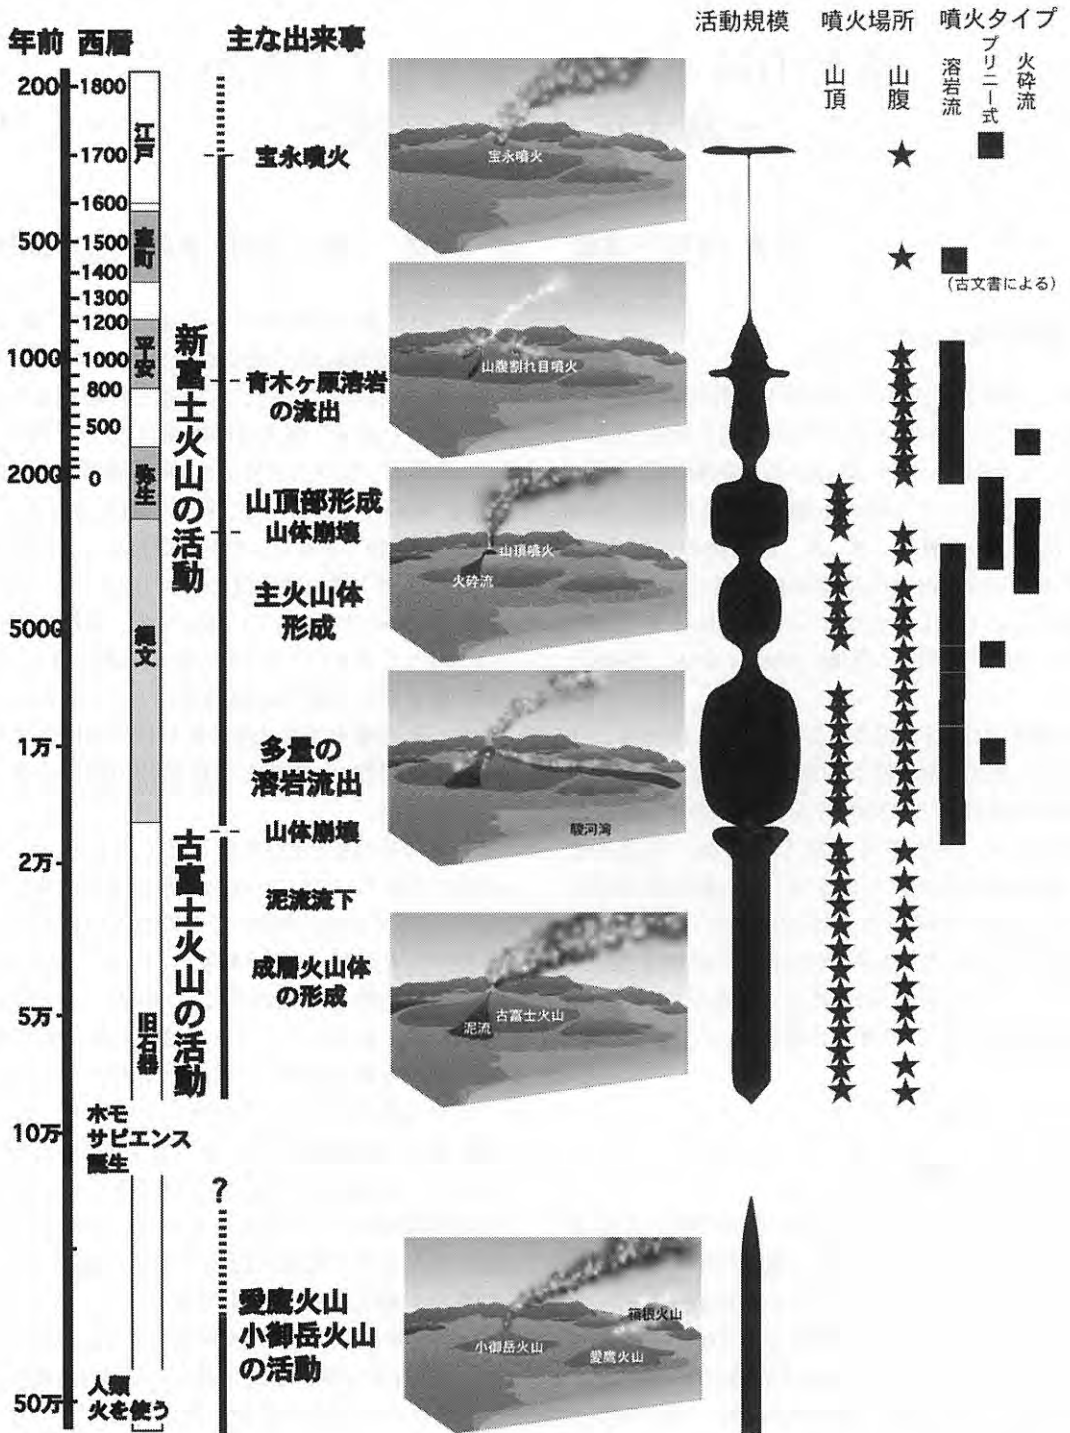 活動規模 噴火場所 噴火タイプ
年前 西暦 主な出来事
山頂 山腹 溶岩流 プリニー式 火砕流
200 1800
江戸
1700 宝永噴火
宝永噴火
1600
500 1500
室町
1400
(古文書による)
1300
1200
新富士火山の活動
平安
1000 1000
山腹割れ目噴火
800
青木ヶ原溶岩
の流出
500
2000 0
弥生
山頂部形成
山体崩壊
山頂噴火
火砕流
主火山体
形成
5000
縄文
1万
多量の
溶岩流出
山体崩壊
駿河湾
2万
古富士火山の活動
泥流流下
成層火山体
の形成
古富士火山
泥流
5万
旧石器
10万
ホモ
サピエンス
誕生
?
愛鷹火山
小御岳火山
の活動
箱根火山
小御岳火山
愛鷹火山
50万
人類
火を使う